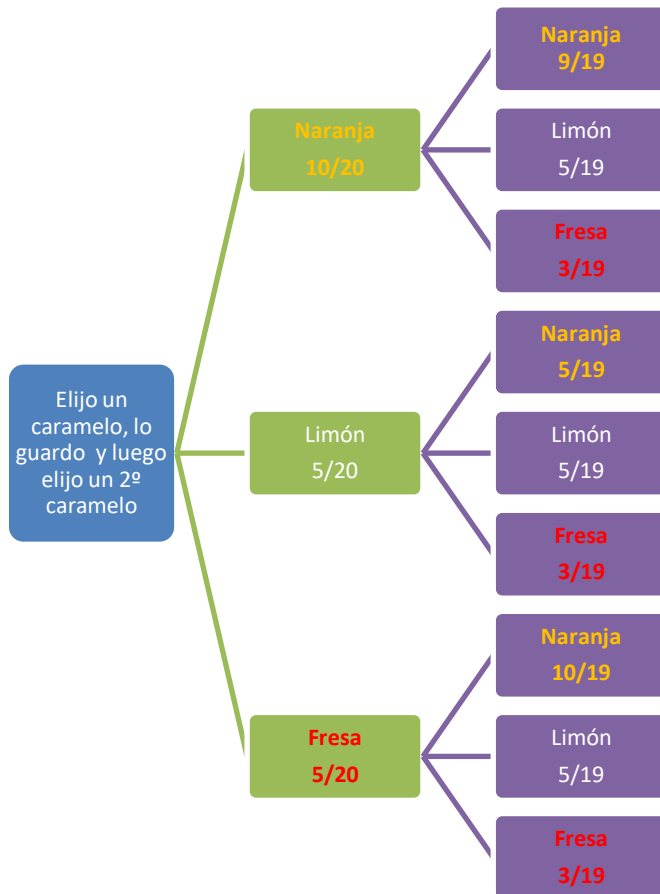 Elijo un
caramelo, lo
guardo y luego
elijo un 2º
caramelo
Naranja
10/20
Naranja
9/19
Limón
5/19
Fresa
3/19
Limón
5/20
Naranja
5/19
Limón
5/19
Fresa
3/19
Fresa
5/20
Naranja
10/19
Limón
5/19
Fresa
3/19